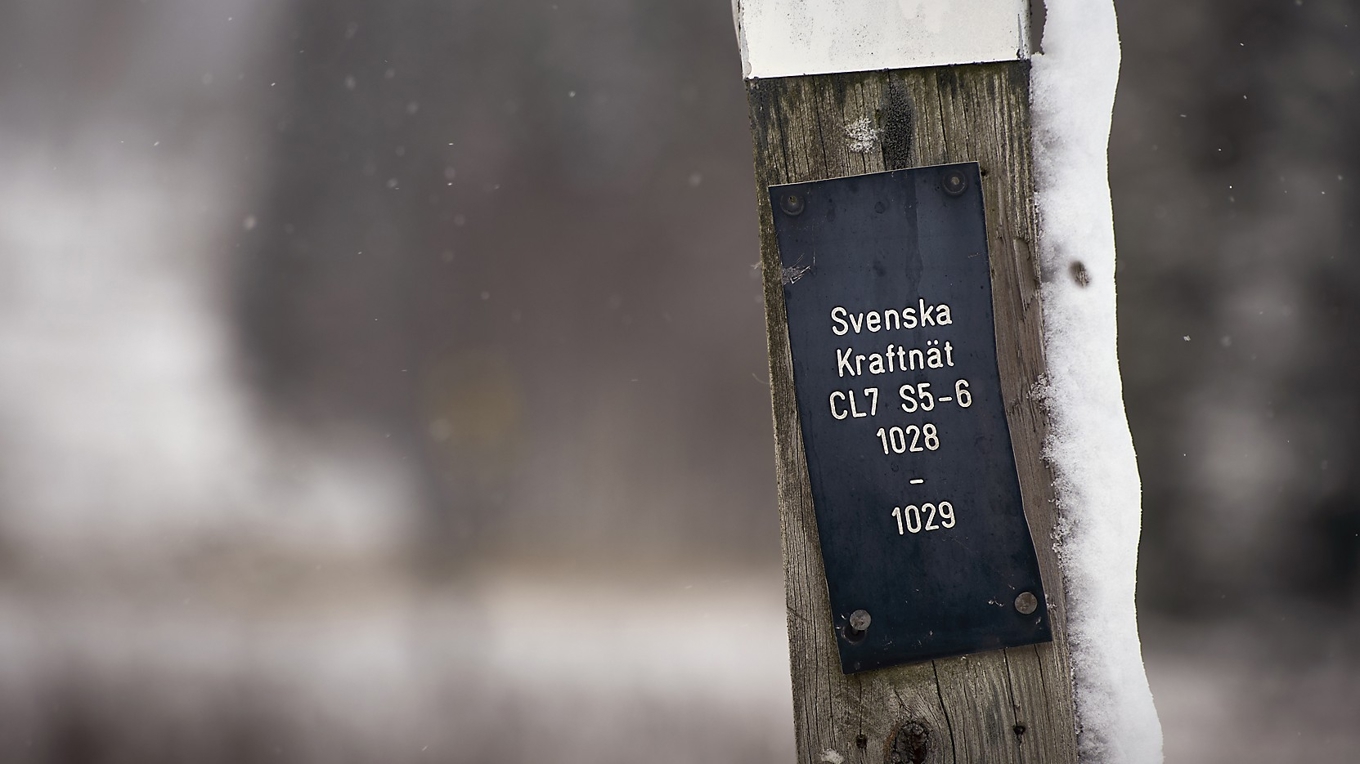 Svenska
Kraftnät
CL7 S5-6
1028
-
1029